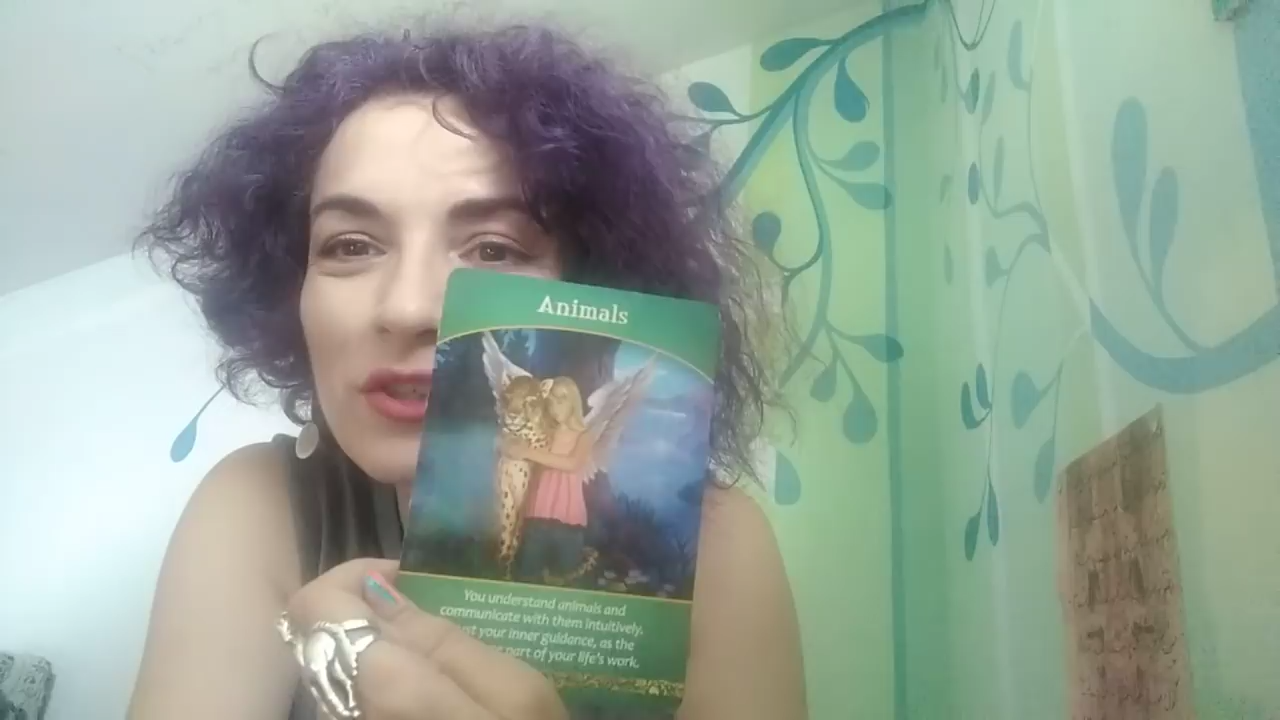 Animals
You understand animals and
communicate with them intuitively.
your inner guidance, as the
part of your life's work.